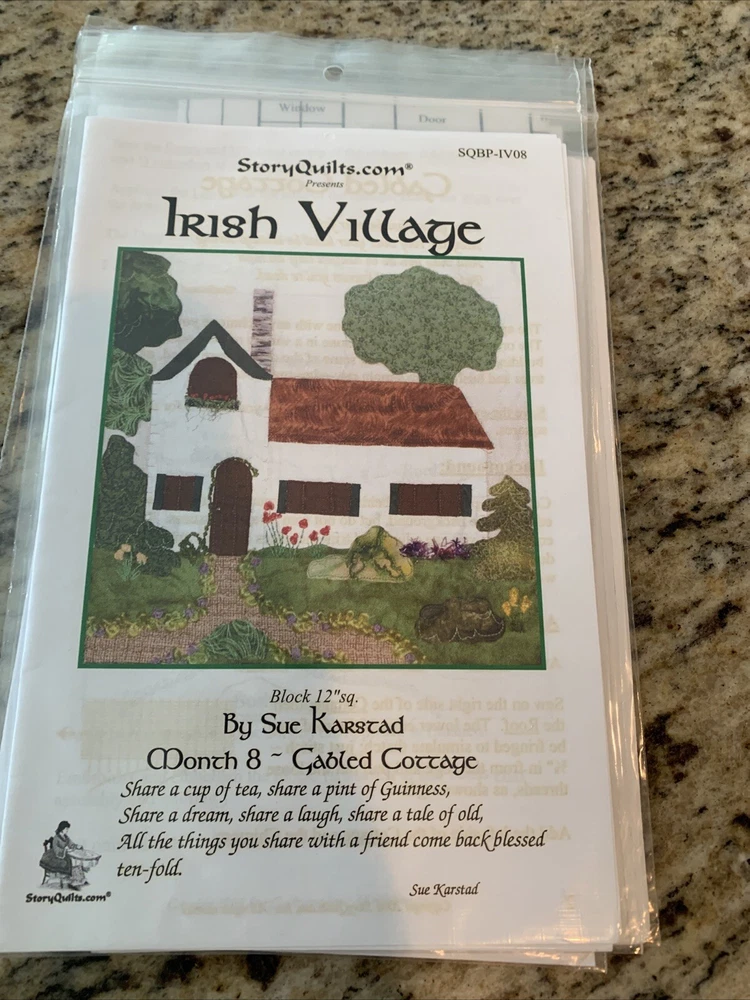 Window
Door
SQBP-IV08
StoryQuilts.com®
Presents
Irish Village
Block 12"sq.
By Sue Karstad
Month 8 ~ Gabled Cottage
Share a cup of tea, share a pint of Guinness,
Share a dream, share a laugh, share a tale of old,
All the things you share with a friend come back blessed
ten-fold.
Sue Karstad
StoryQuilts.com®